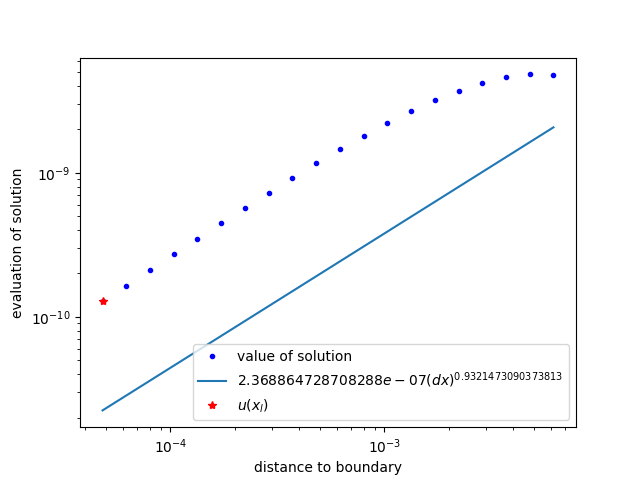 10⁻⁹
10⁻¹⁰
evaluation of solution
value of solution
2.368864728708288e − 07(dx)^0.9321473090373813
u(x_l)
10⁻⁴ 10⁻³
distance to boundary